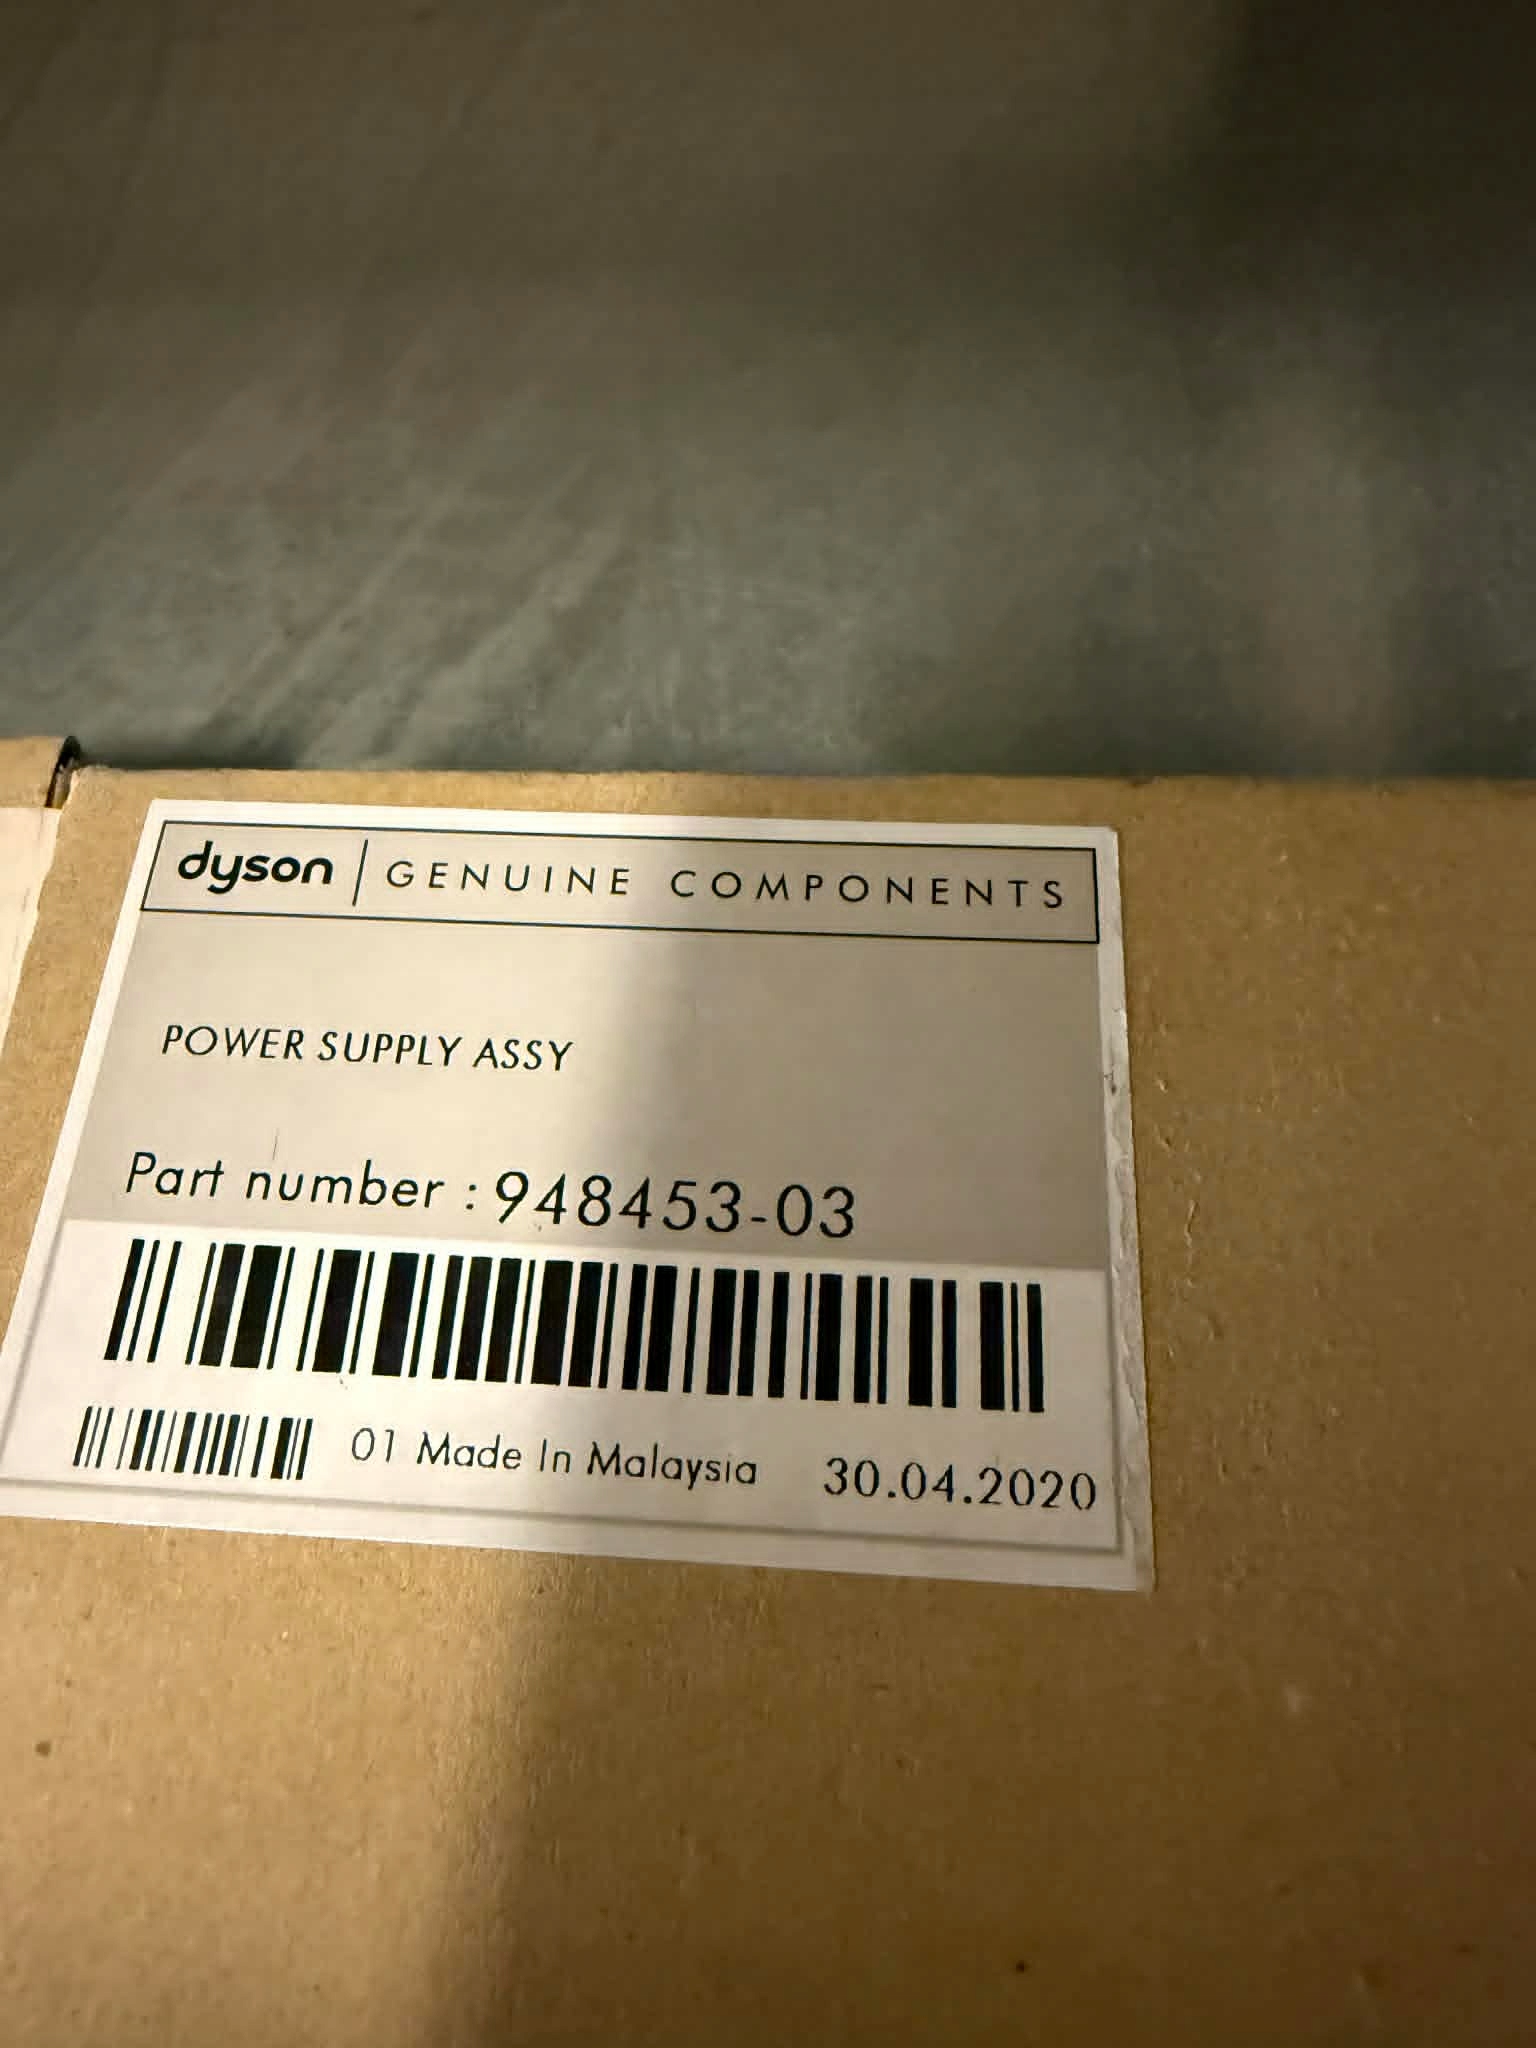 dyson | GENUINE COMPONENTS
POWER SUPPLY ASSY
Part number : 948453-03
01 Made In Malaysia 30.04.2020